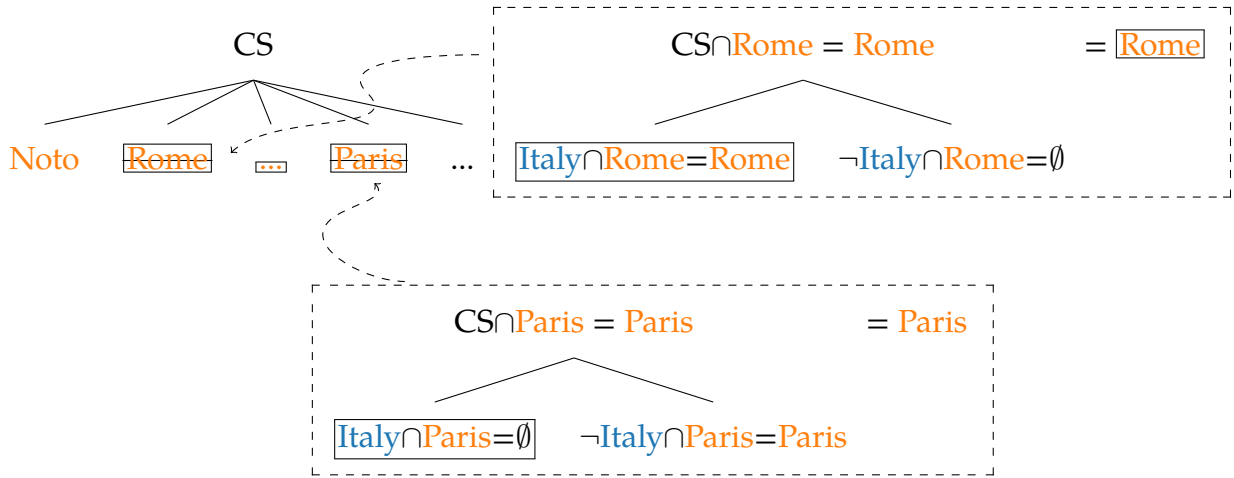 CS
CS∩Rome = Rome = Rome
Noto Rome ... Paris ...
Italy∩Rome=Rome ¬Italy∩Rome=∅
CS∩Paris = Paris = Paris
Italy∩Paris=∅ ¬Italy∩Paris=Paris